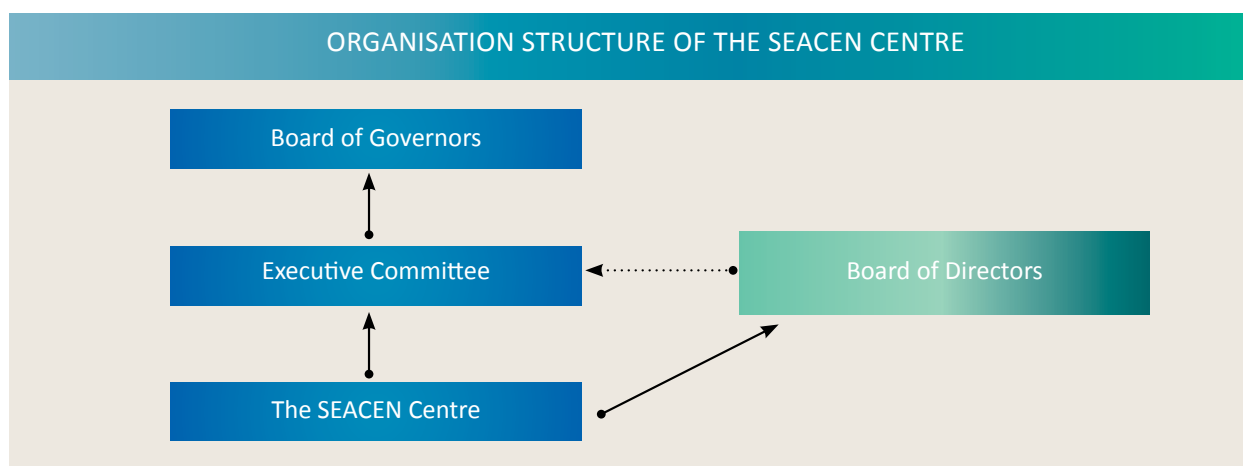 ORGANISATION STRUCTURE OF THE SEACEN CENTRE
Board of Governors
Executive Committee
Board of Directors
The SEACEN Centre